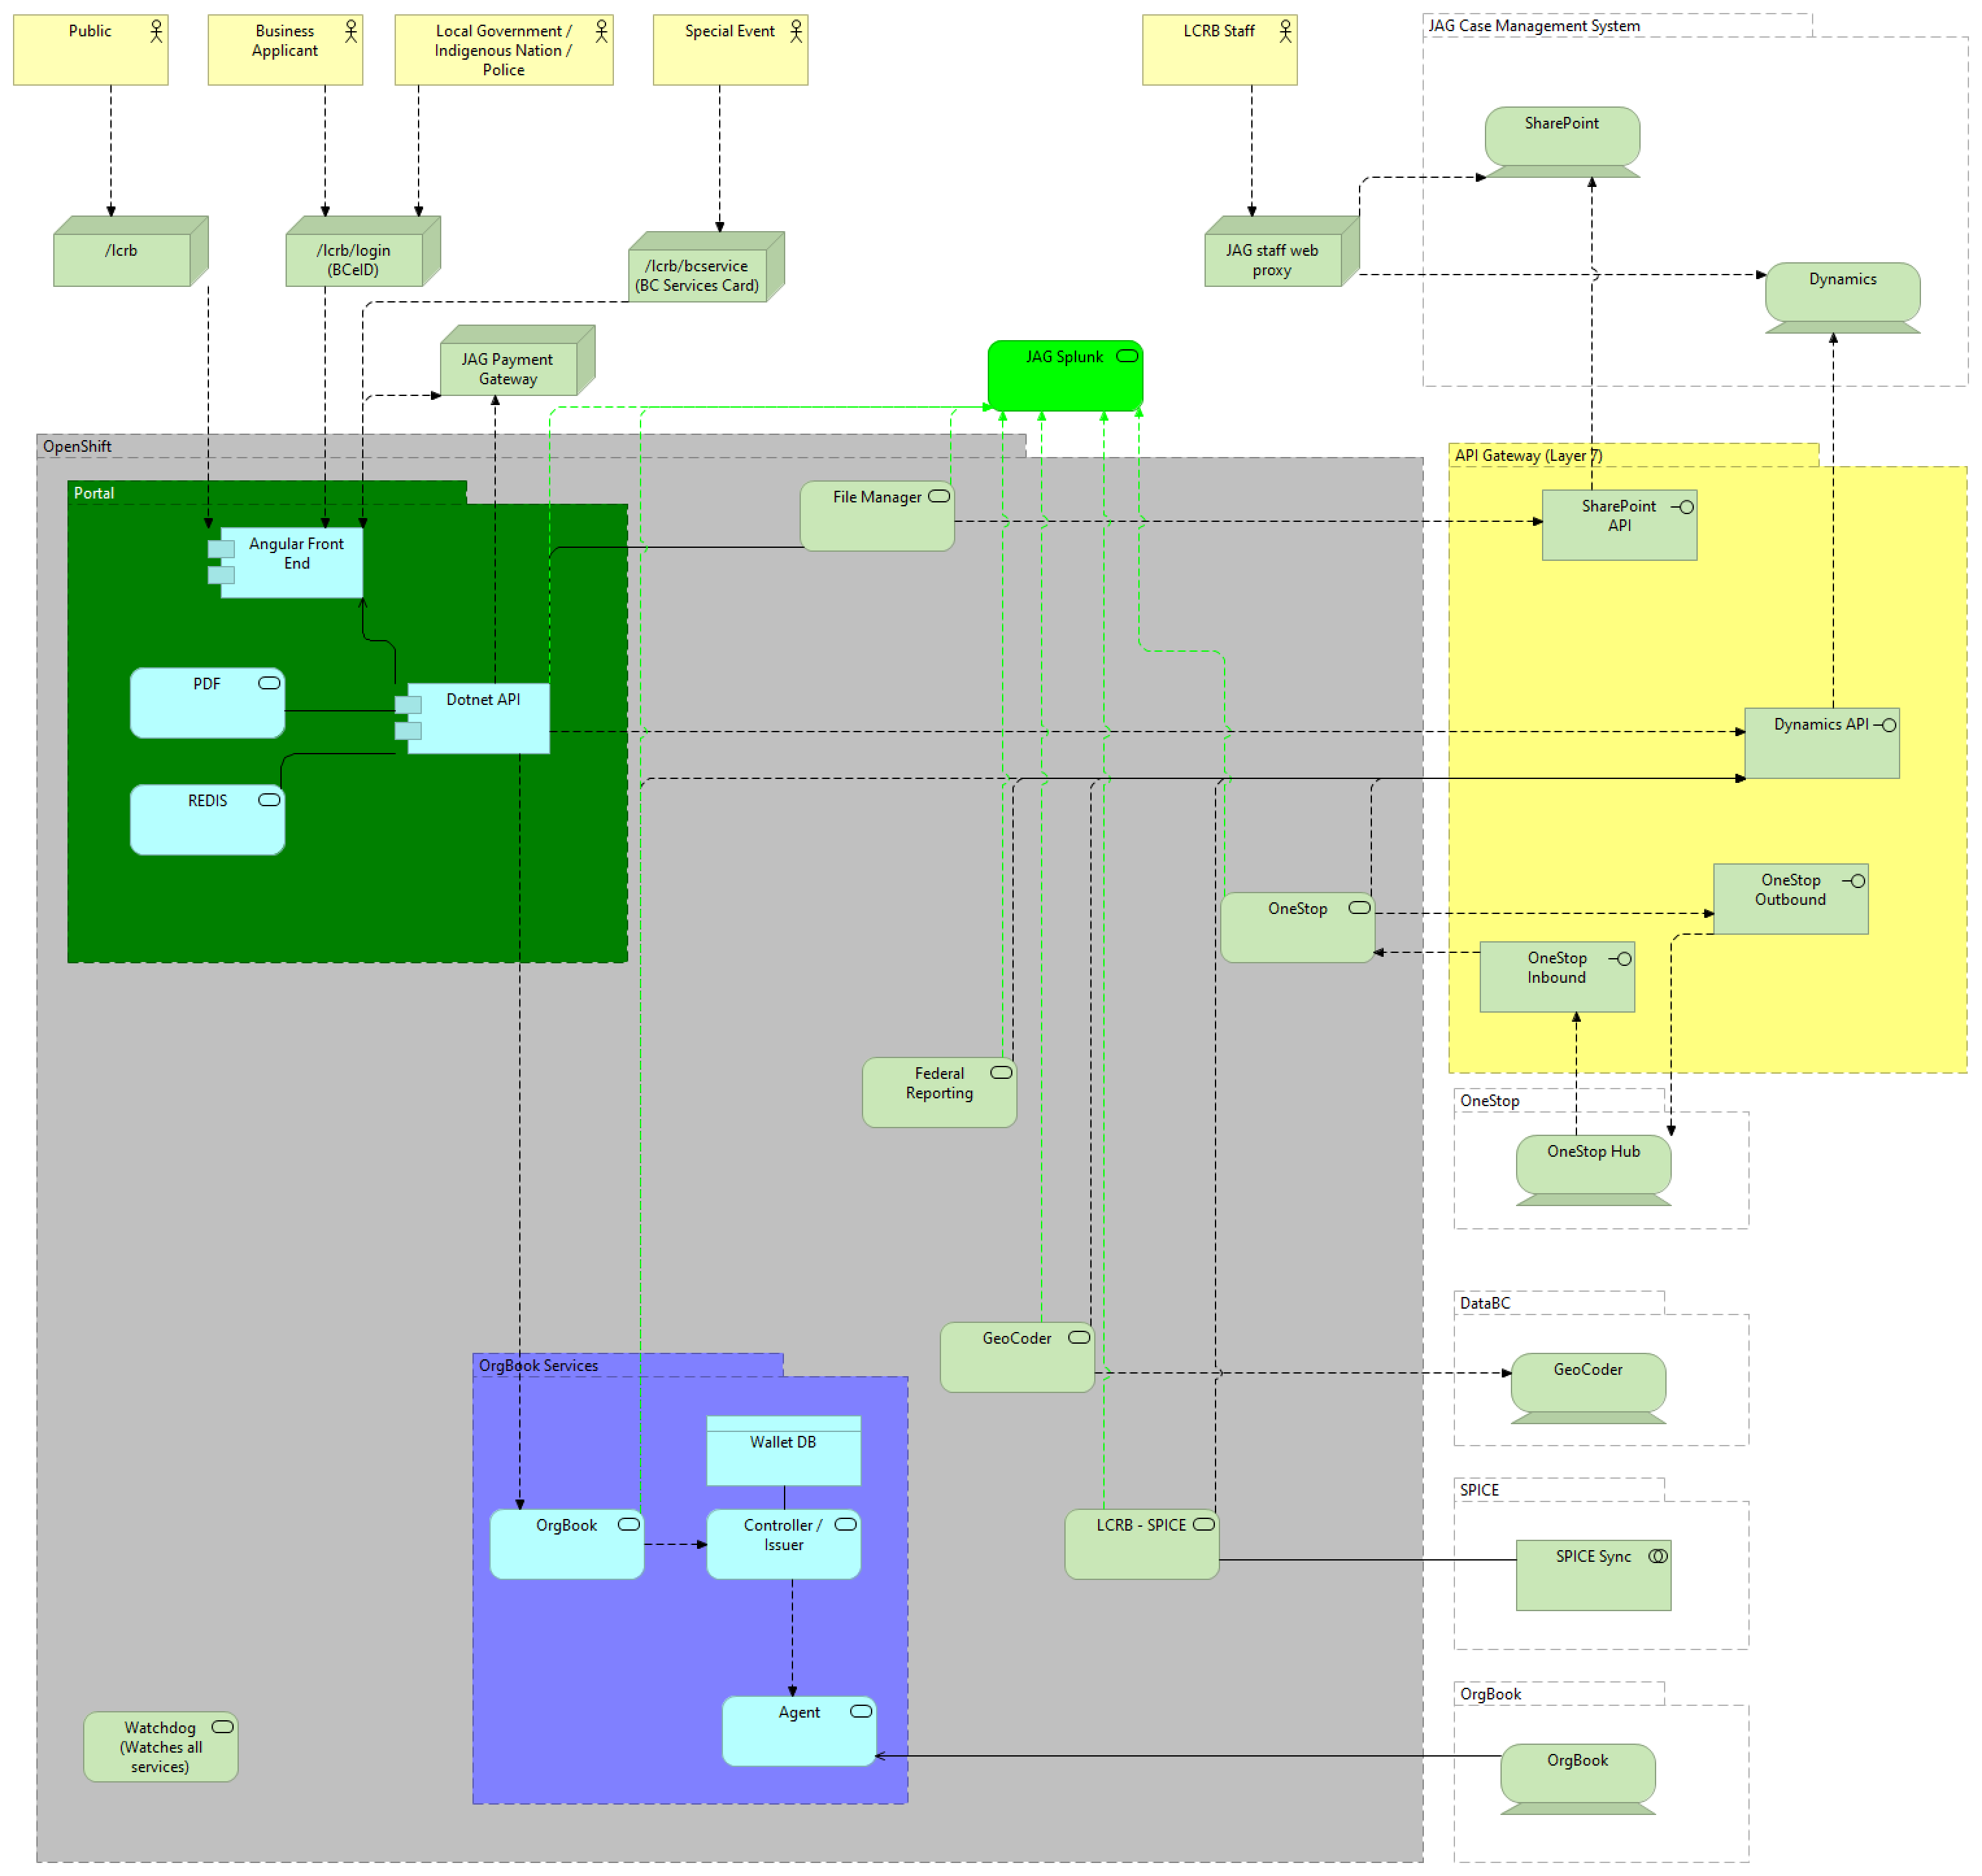 Public
Business
Applicant
Local Government /
Indigenous Nation /
Police
Special Event
LCRB Staff
JAG Case Management System
SharePoint
/lcrb
/lcrb/login
(BCeID)
/lcrb/bcservice
(BC Services Card)
JAG staff web
proxy
Dynamics
JAG Payment
Gateway
JAG Splunk
OpenShift
API Gateway (Layer 7)
Portal
File Manager
SharePoint
API
Angular Front
End
PDF
Dotnet API
Dynamics API
REDIS
OneStop
OneStop
Outbound
OneStop
Inbound
Federal
Reporting
OneStop
OneStop Hub
DataBC
GeoCoder
GeoCoder
OrgBook Services
Wallet DB
SPICE
OrgBook
Controller /
Issuer
LCRB - SPICE
SPICE Sync
OrgBook
Agent
Watchdog
(Watches all
services)
OrgBook